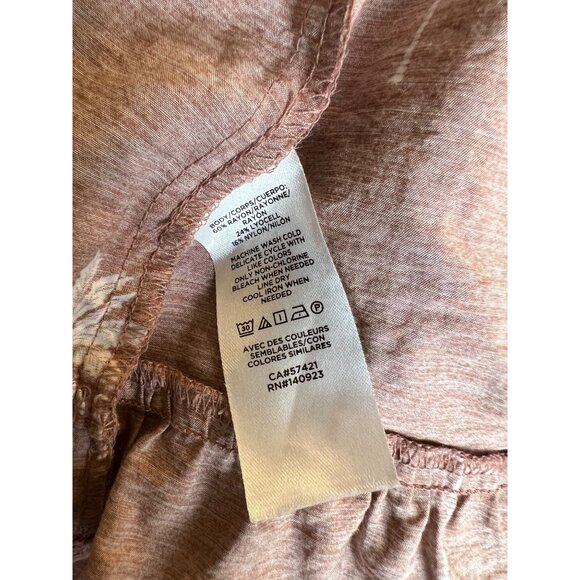 BODY/CORPS/CUERPO:
60% RAYON/RAYONNE/
RAYON
24% LYOCELL
16% NYLON/NILÓN
MACHINE WASH COLD
DELICATE CYCLE WITH
LIKE COLORS
ONLY NON-CHLORINE
BLEACH WHEN NEEDED
LINE DRY
COOL IRON WHEN
NEEDED
30 P
AVEC DES COULEURS
SEMBLABLES/CON
COLORES SIMILARES
CA#57421
RN#140923